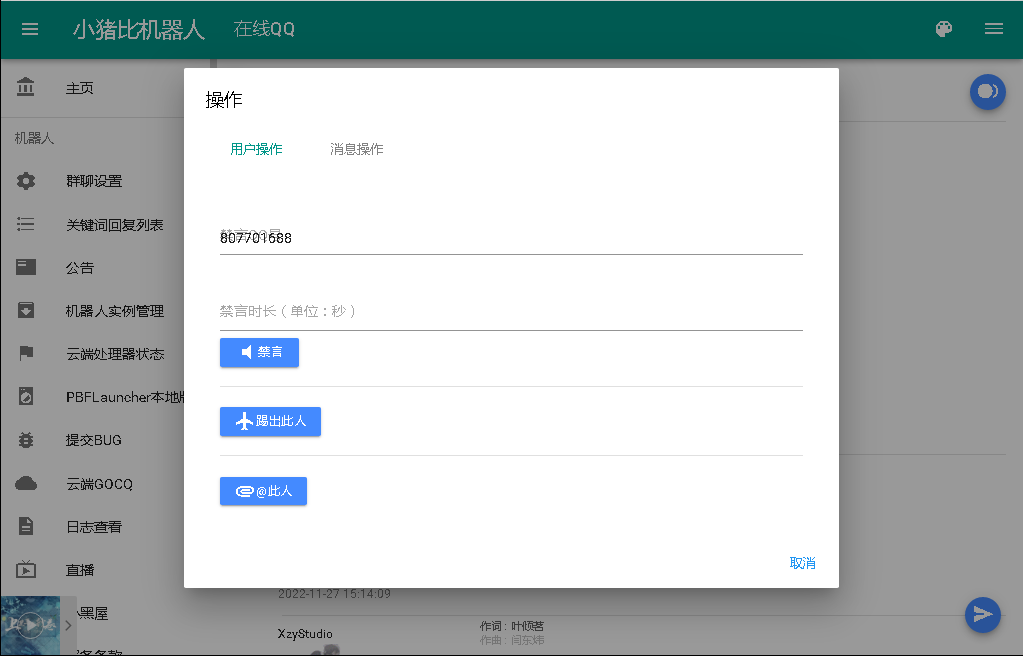 小猪比机器人 在线QQ
主页
机器人
群聊设置
关键词回复列表
公告
机器人实例管理
云端处理器状态
PBFLauncher本地
提交BUG
云端GOCQ
日志查看
直播
小黑屋
操作
用户操作 消息操作
禁言QQ号
807701688
禁言时长（单位：秒）
禁言
踢出此人
@此人
取消
2022-11-27 15:14:09
XzyStudio
作词：叶倾茗
作曲：闫东炜